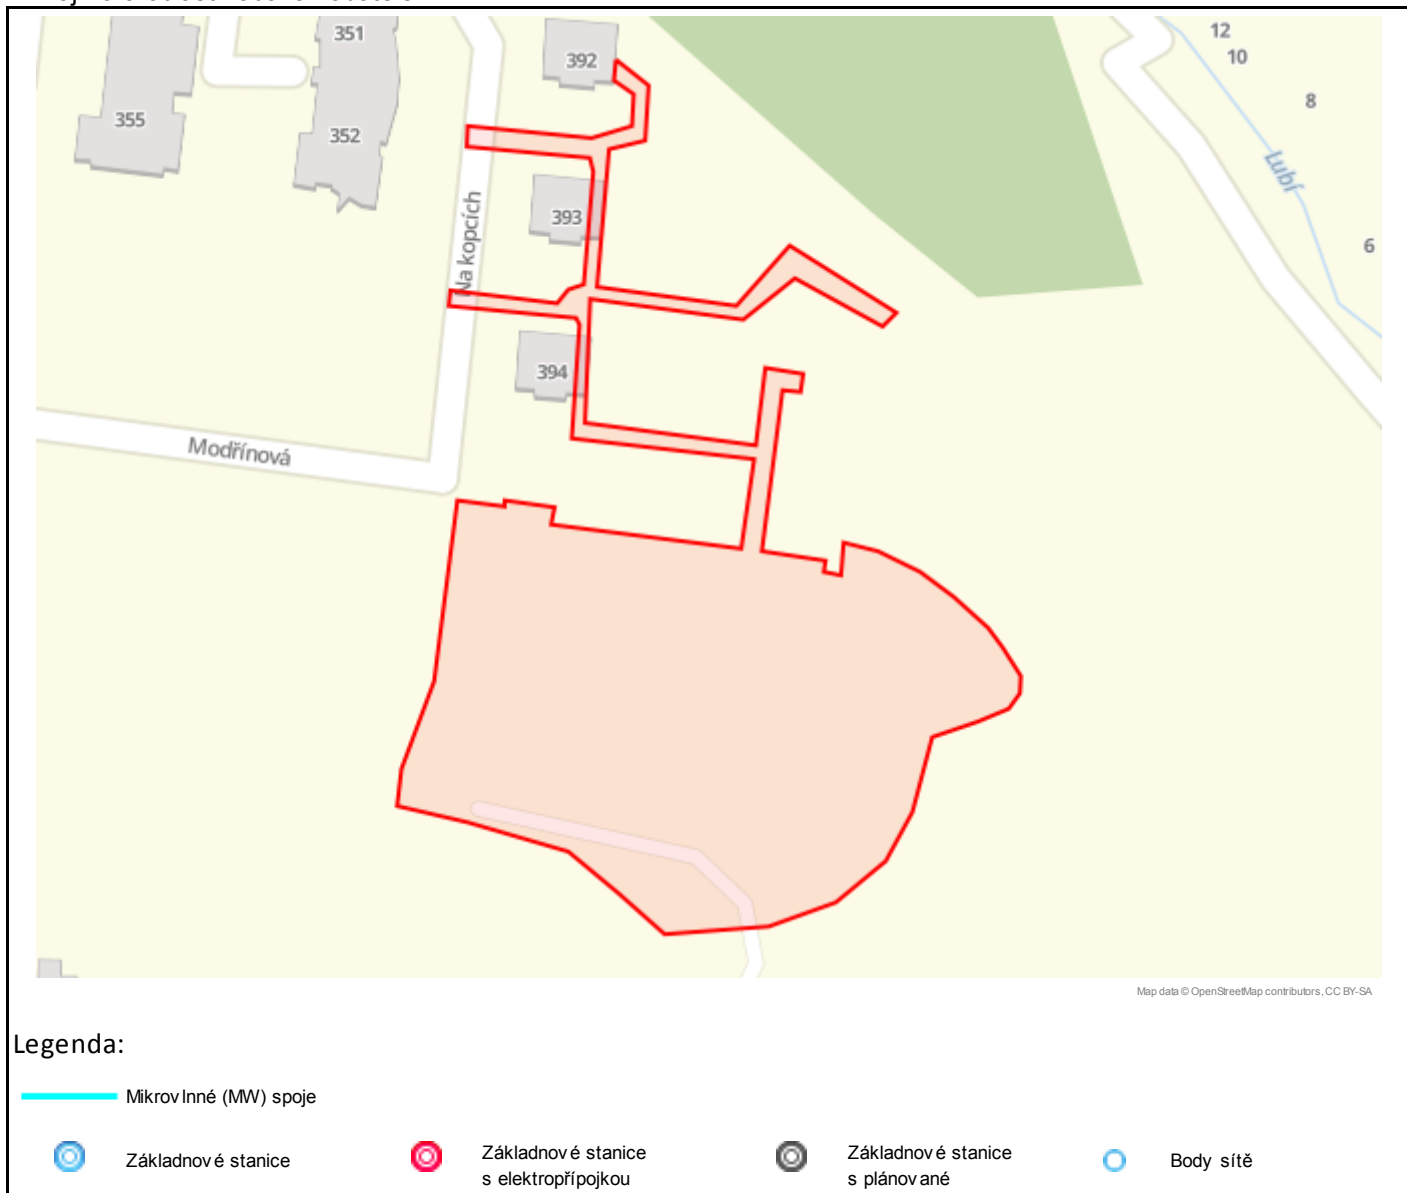 351
392
12
10
355
352
8
Lubí
393
Na kopcích
6
394
Modřínová
Map data © OpenStreetMap contributors, CC BY-SA
Legenda:
Mikrovlnné (MW) spoje
Základnové stanice
Základnové stanice
s elektropřípojkou
Základnové stanice
s plánované
Body sítě